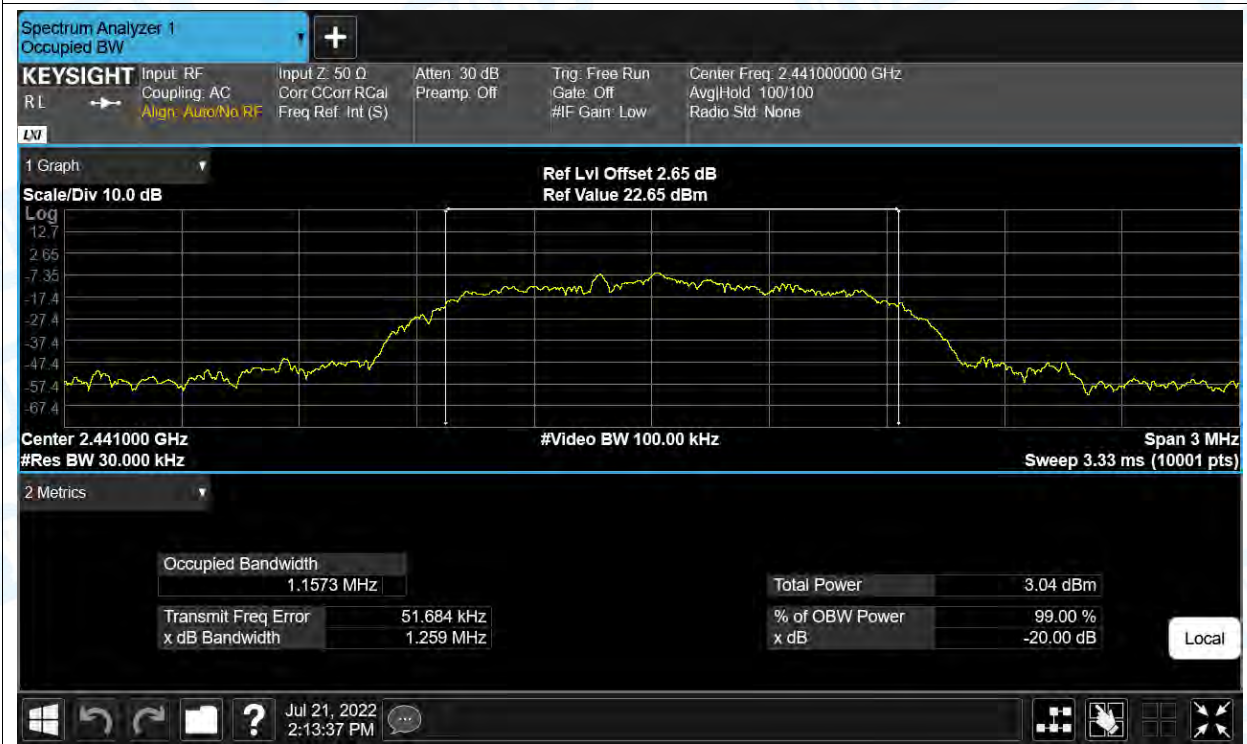 Spectrum Analyzer 1
Occupied BW
+
KEYSIGHT Input: RF Input Z: 50 Ω Atten: 30 dB Trig: Free Run Center Freq: 2.441000000 GHz
RL Coupling: AC Corr CCorr RCal Preamp: Off Gate: Off Avg|Hold: 100/100
Align: Auto/No RF Freq Ref: Int (S) #IF Gain: Low Radio Std: None
LXI
1 Graph
Ref Lvl Offset 2.65 dB
Scale/Div 10.0 dB Ref Value 22.65 dBm
Log
12.7
2.65
-7.35
-17.4
-27.4
-37.4
-47.4
-57.4
-67.4
Center 2.441000 GHz #Video BW 100.00 kHz Span 3 MHz
#Res BW 30.000 kHz Sweep 3.33 ms (10001 pts)
2 Metrics
Occupied Bandwidth
1.1573 MHz Total Power 3.04 dBm
Transmit Freq Error 51.684 kHz % of OBW Power 99.00 %
x dB Bandwidth 1.259 MHz x dB -20.00 dB
Local
? Jul 21, 2022
2:13:37 PM